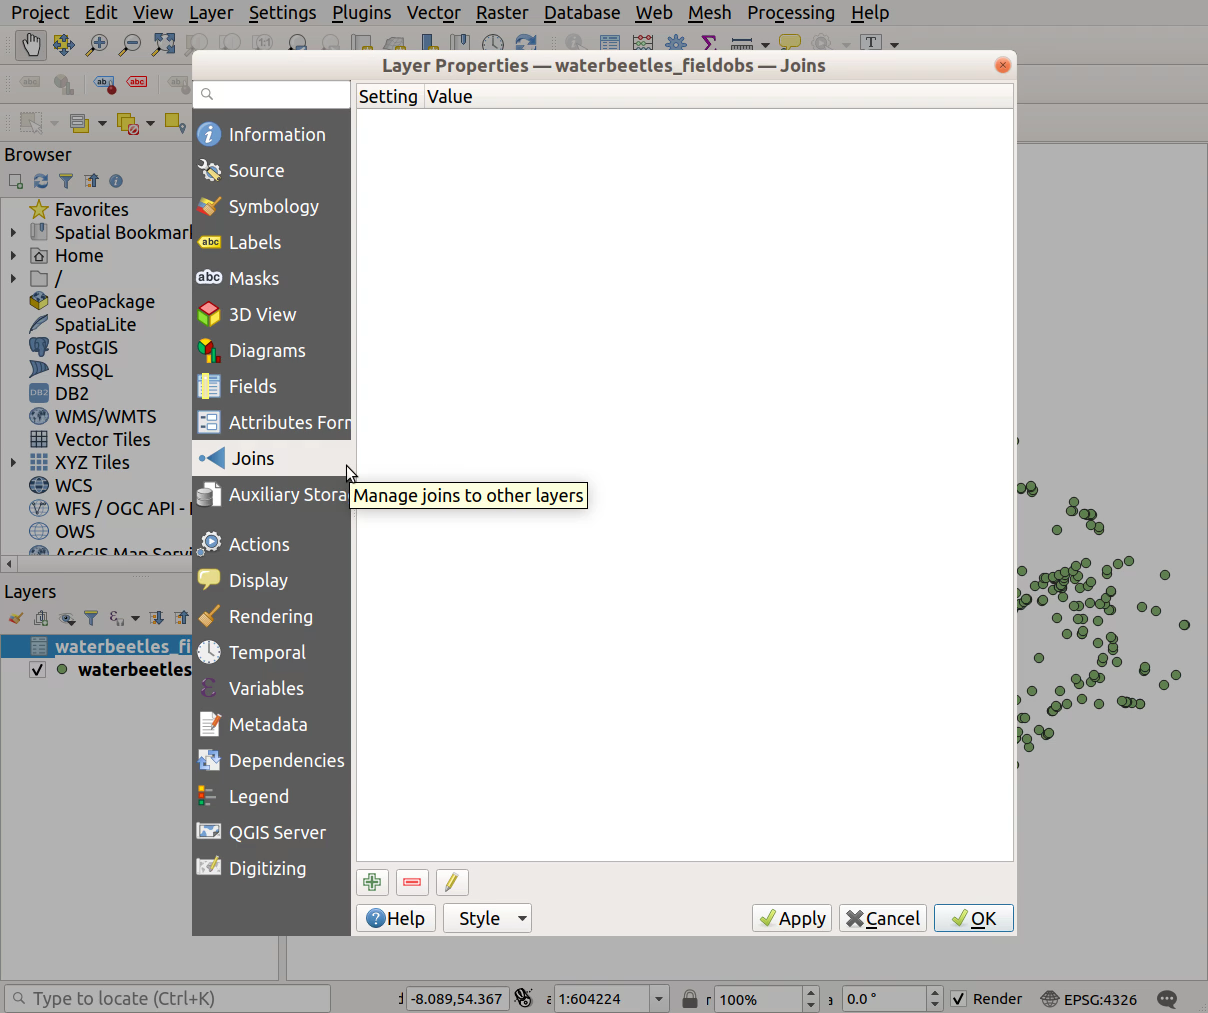 Project Edit View Layer Settings Plugins Vector Raster Database Web Mesh Processing Help
Layer Properties — waterbeetles_fieldobs — Joins
Setting Value
Information
Source
Symbology
abc Labels
abc Masks
3D View
Diagrams
Fields
Attributes Forr
Joins
Manage joins to other layers
Auxiliary Stora
Actions
Display
Rendering
Temporal
Variables
Metadata
Dependencies
Legend
QGIS Server
Digitizing
Browser
Favorites
Spatial Bookmar
Home
/
GeoPackage
SpatiaLite
PostGIS
MSSQL
DB2 DB2
WMS/WMTS
Vector Tiles
XYZ Tiles
WCS
WFS / OGC API -
OWS
ArcGIS Map Servi
Layers
waterbeetles_fi
waterbeetles
Help Style Apply Cancel OK
Type to locate (Ctrl+K) -8.089,54.367 1:604224 100% 0.0 ° Render EPSG:4326